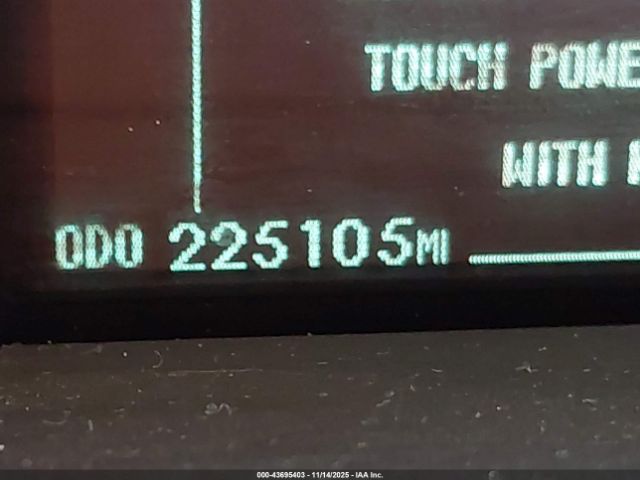 TOUCH POWE
WITH
ODO 225105MI
000-43695403 - 11/14/2025 - IAA Inc.